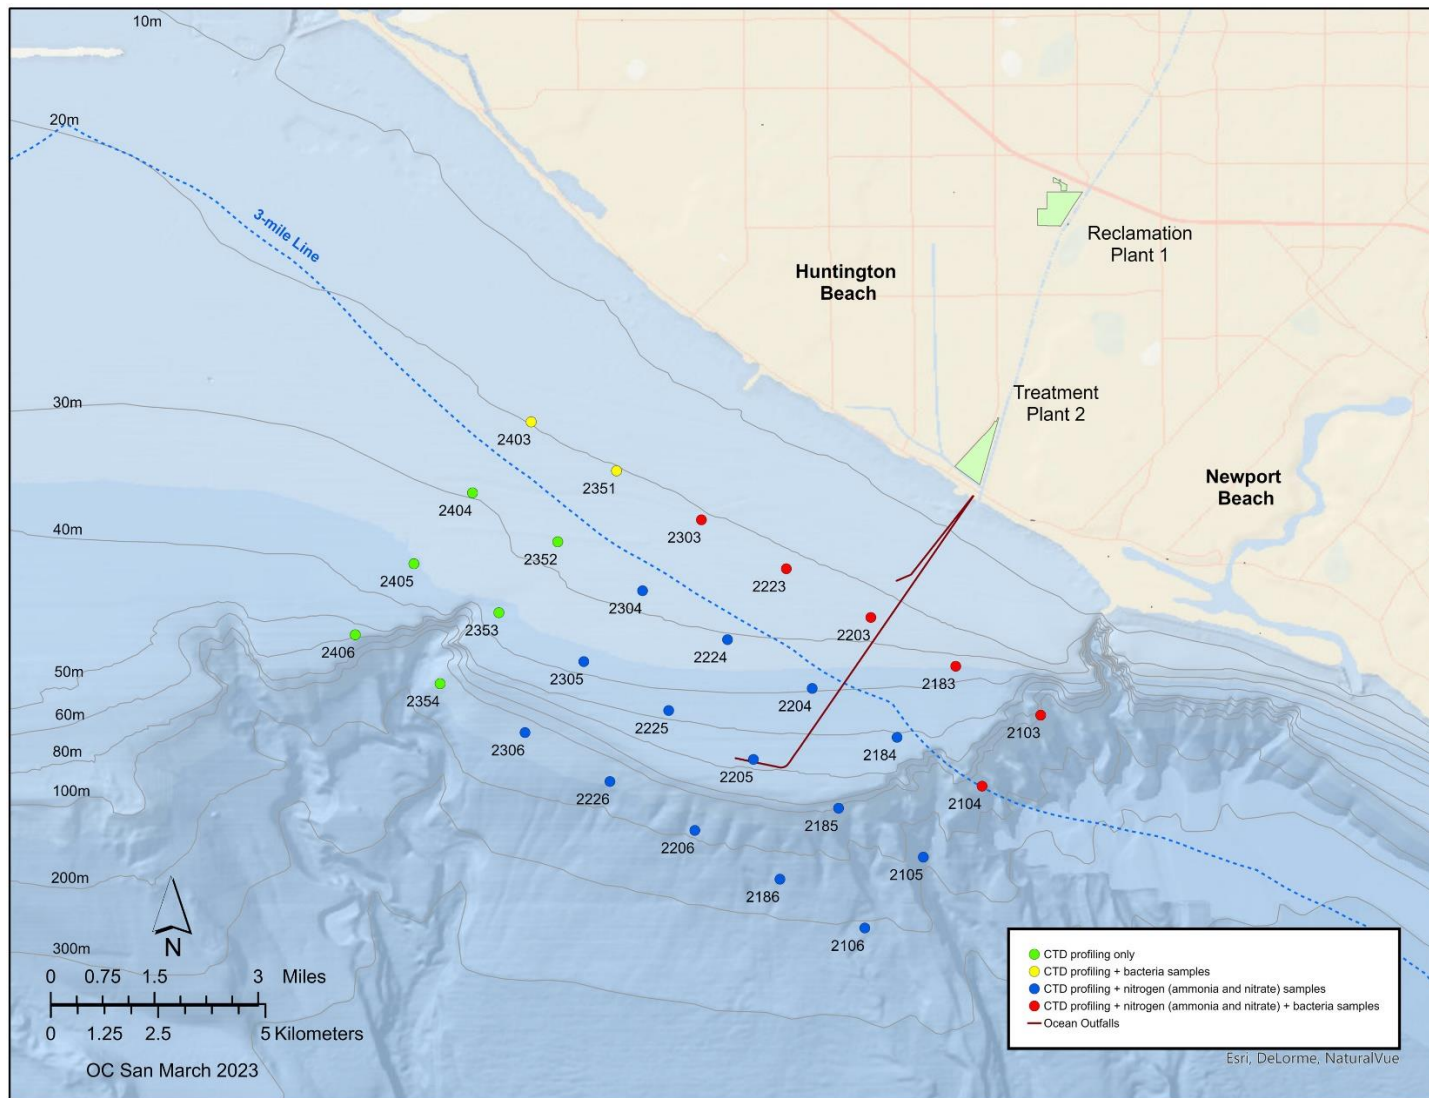 10m
20m
3-mile Line
30m
40m
50m
60m
80m
100m
200m
300m
Huntington
Beach
Reclamation
Plant 1
Treatment
Plant 2
Newport
Beach
2403
2351
2404
2303
2352
2223
2405
2304
2203
2353
2224
2406
2305
2183
2354
2204
2225
2103
2306
2184
2205
2226
2104
2185
2206
2105
2186
2106
N
0 0.75 1.5 3 Miles
0 1.25 2.5 5 Kilometers
OC San March 2023
CTD profiling only
CTD profiling + bacteria samples
CTD profiling + nitrogen (ammonia and nitrate) samples
CTD profiling + nitrogen (ammonia and nitrate) + bacteria samples
Ocean Outfalls
Esri, DeLorme, NaturalVue